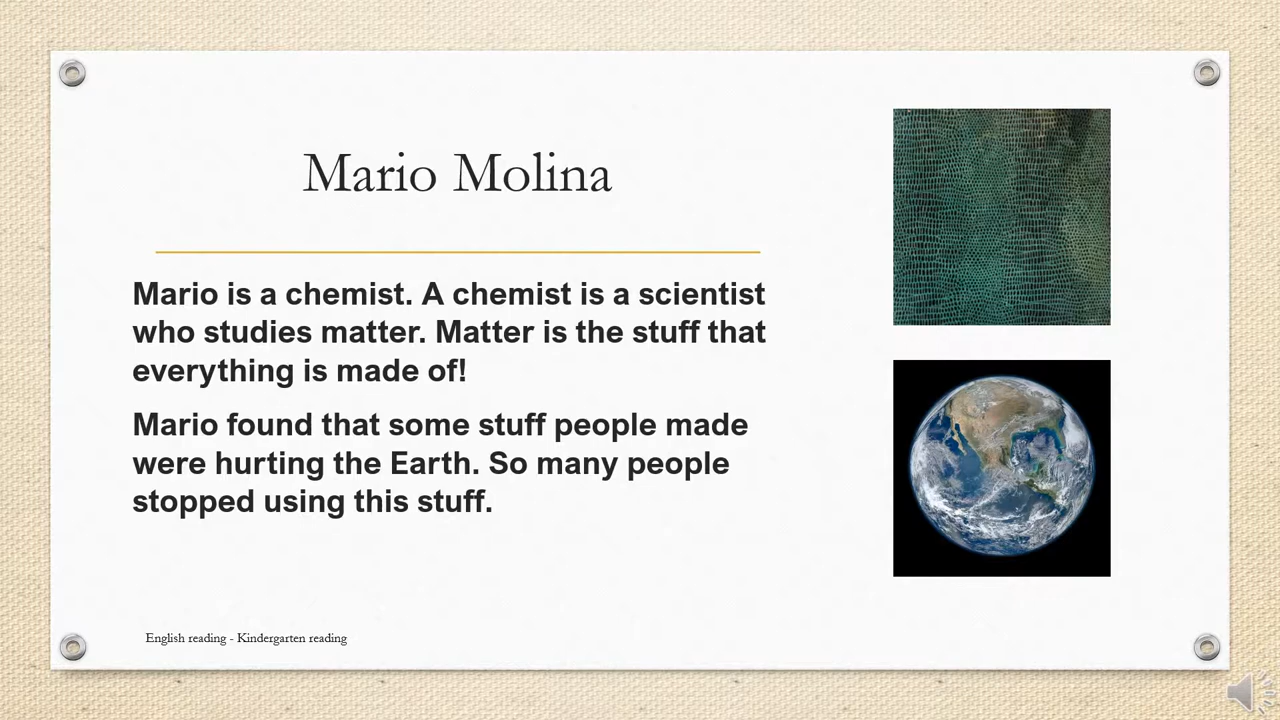 Mario Molina
Mario is a chemist. A chemist is a scientist
who studies matter. Matter is the stuff that
everything is made of!
Mario found that some stuff people made
were hurting the Earth. So many people
stopped using this stuff.
English reading - Kindergarten reading